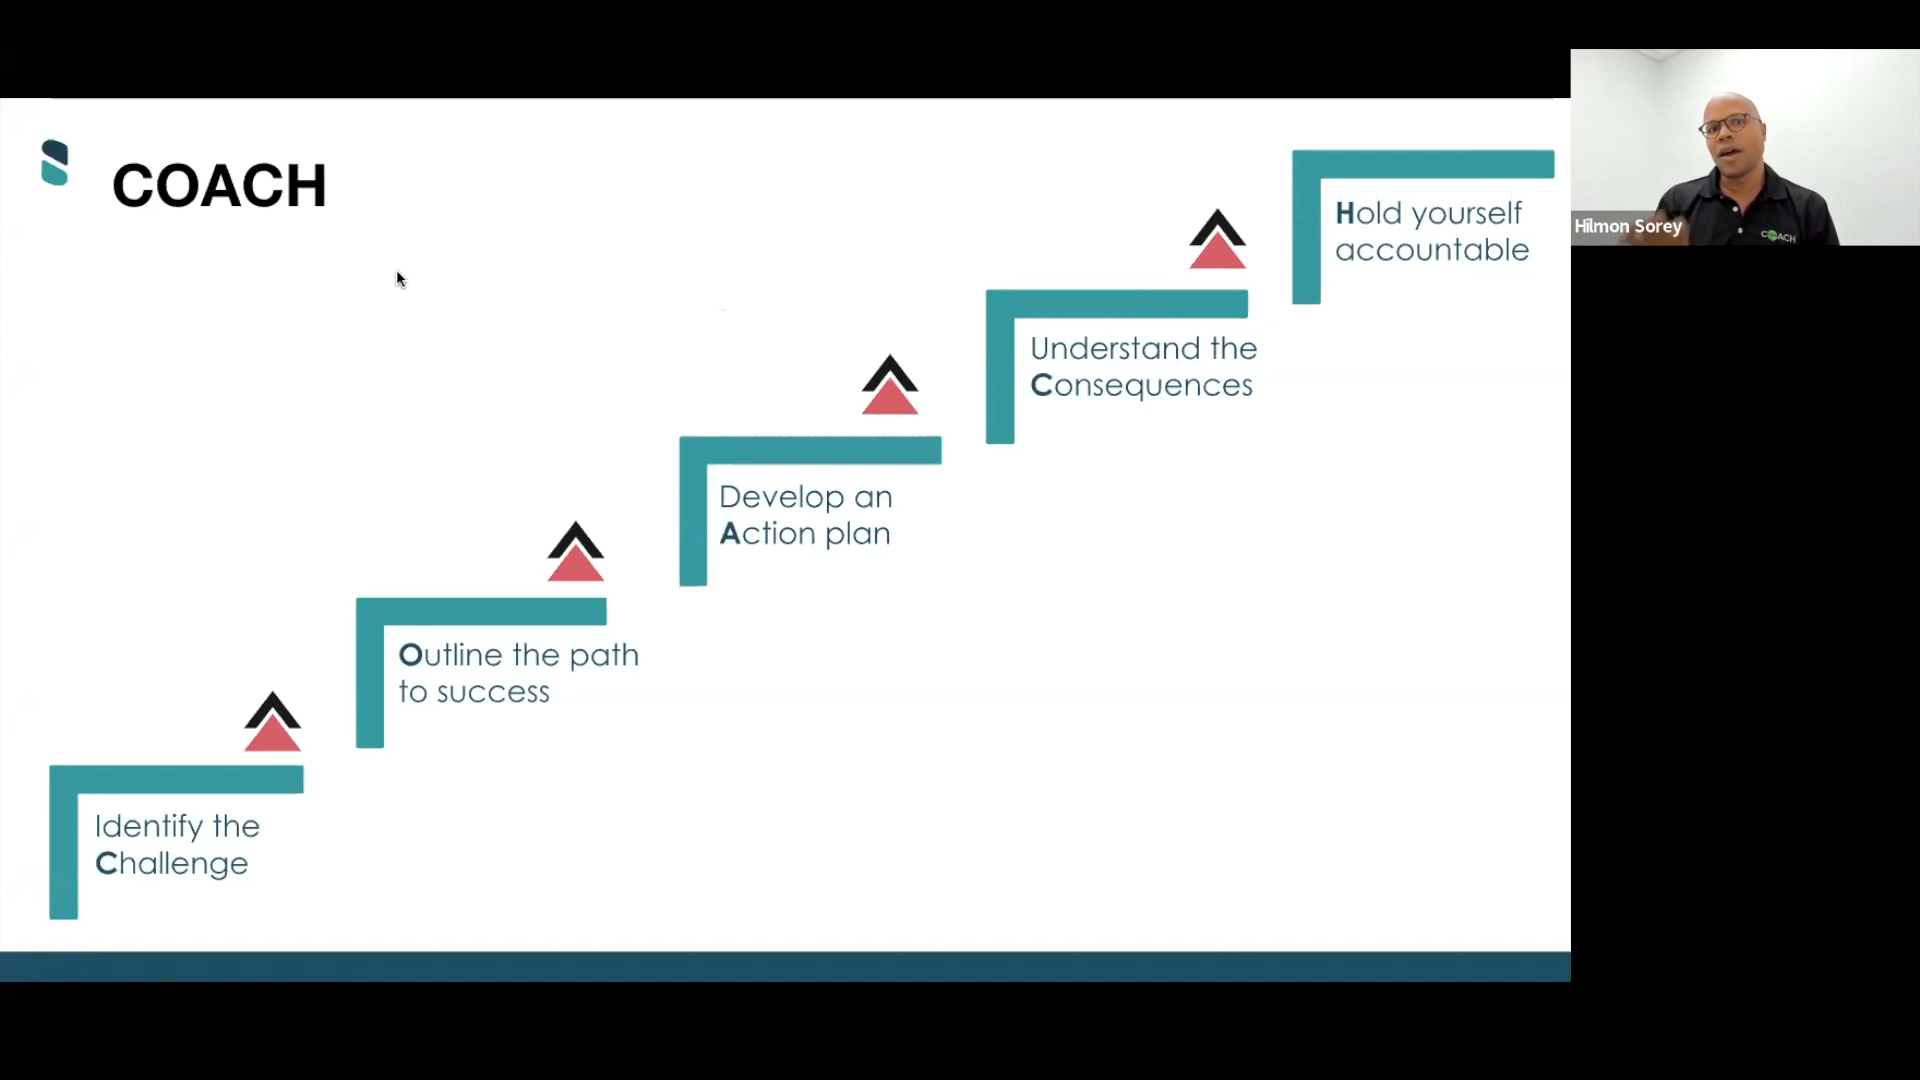 COACH
Identify the
Challenge
Outline the path
to success
Develop an
Action plan
Understand the
Consequences
Hold yourself
accountable
Hilmon Sorey
COACH